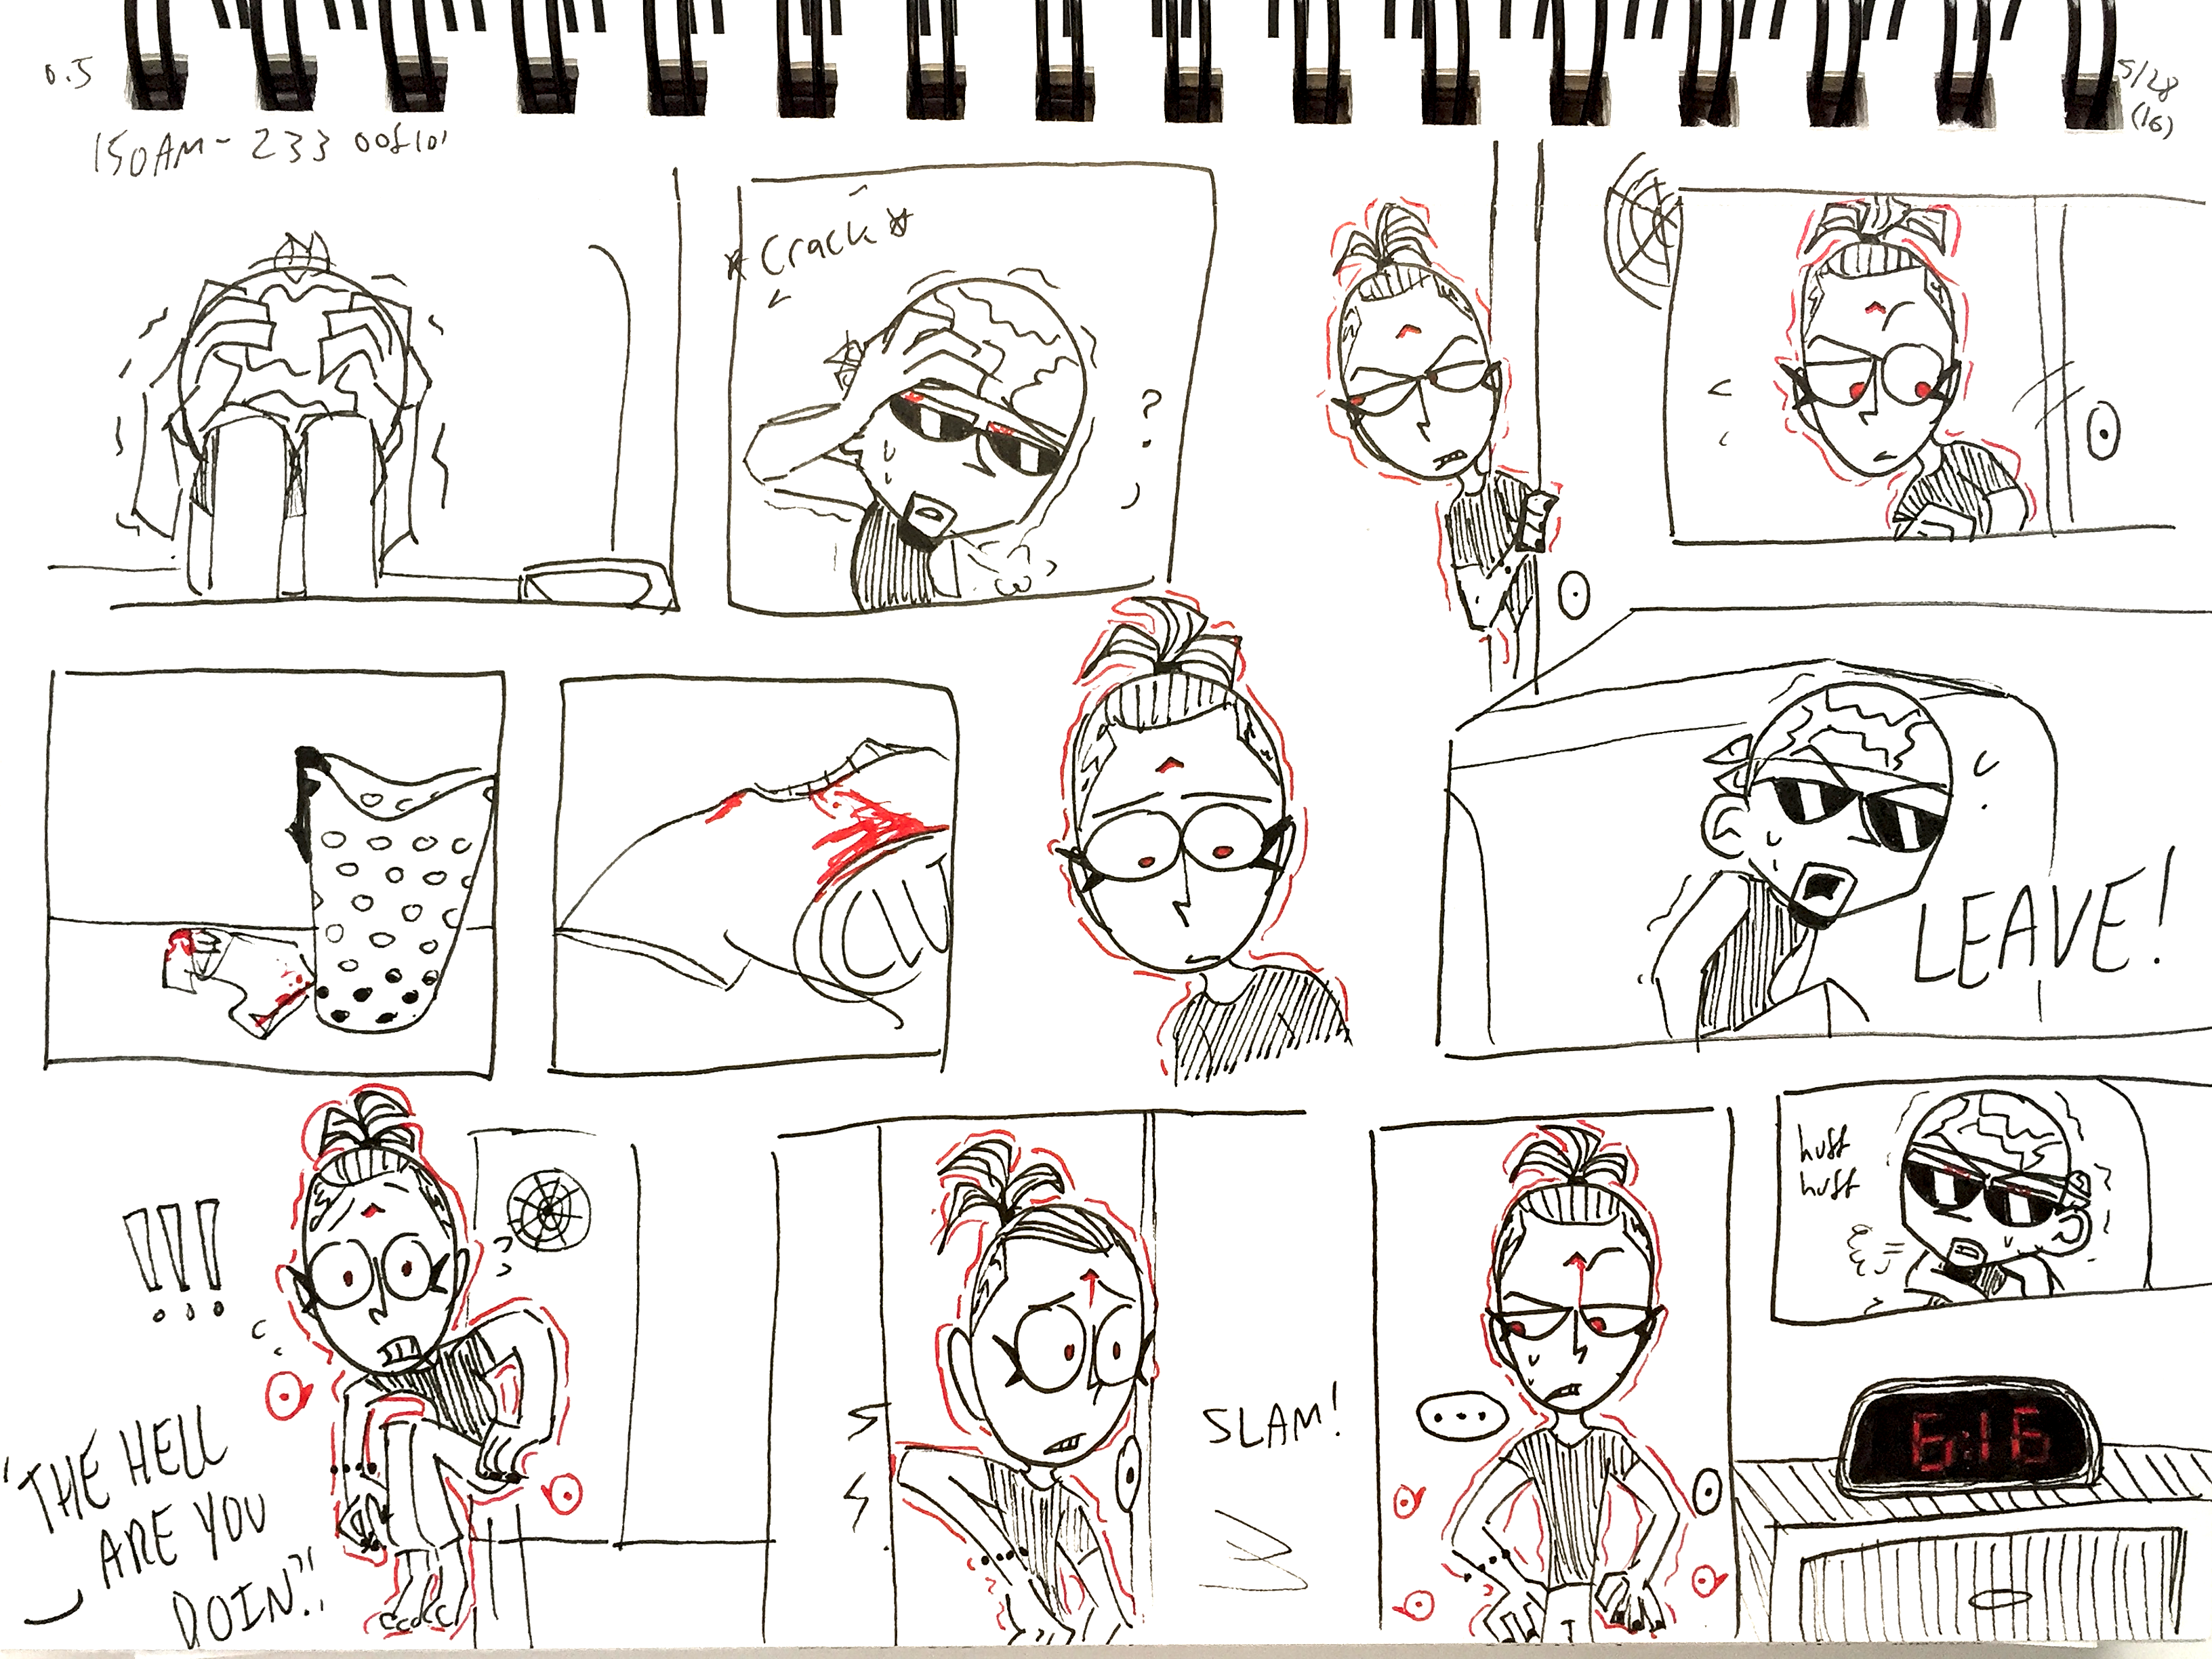 0.5
5/28
(16)
150AM - 233
*Crack*
?
CLU
LEAVE!
!!!
"THE HELL
ARE YOU
DOIN"!
SLAM!
...
huff
huff
6:16